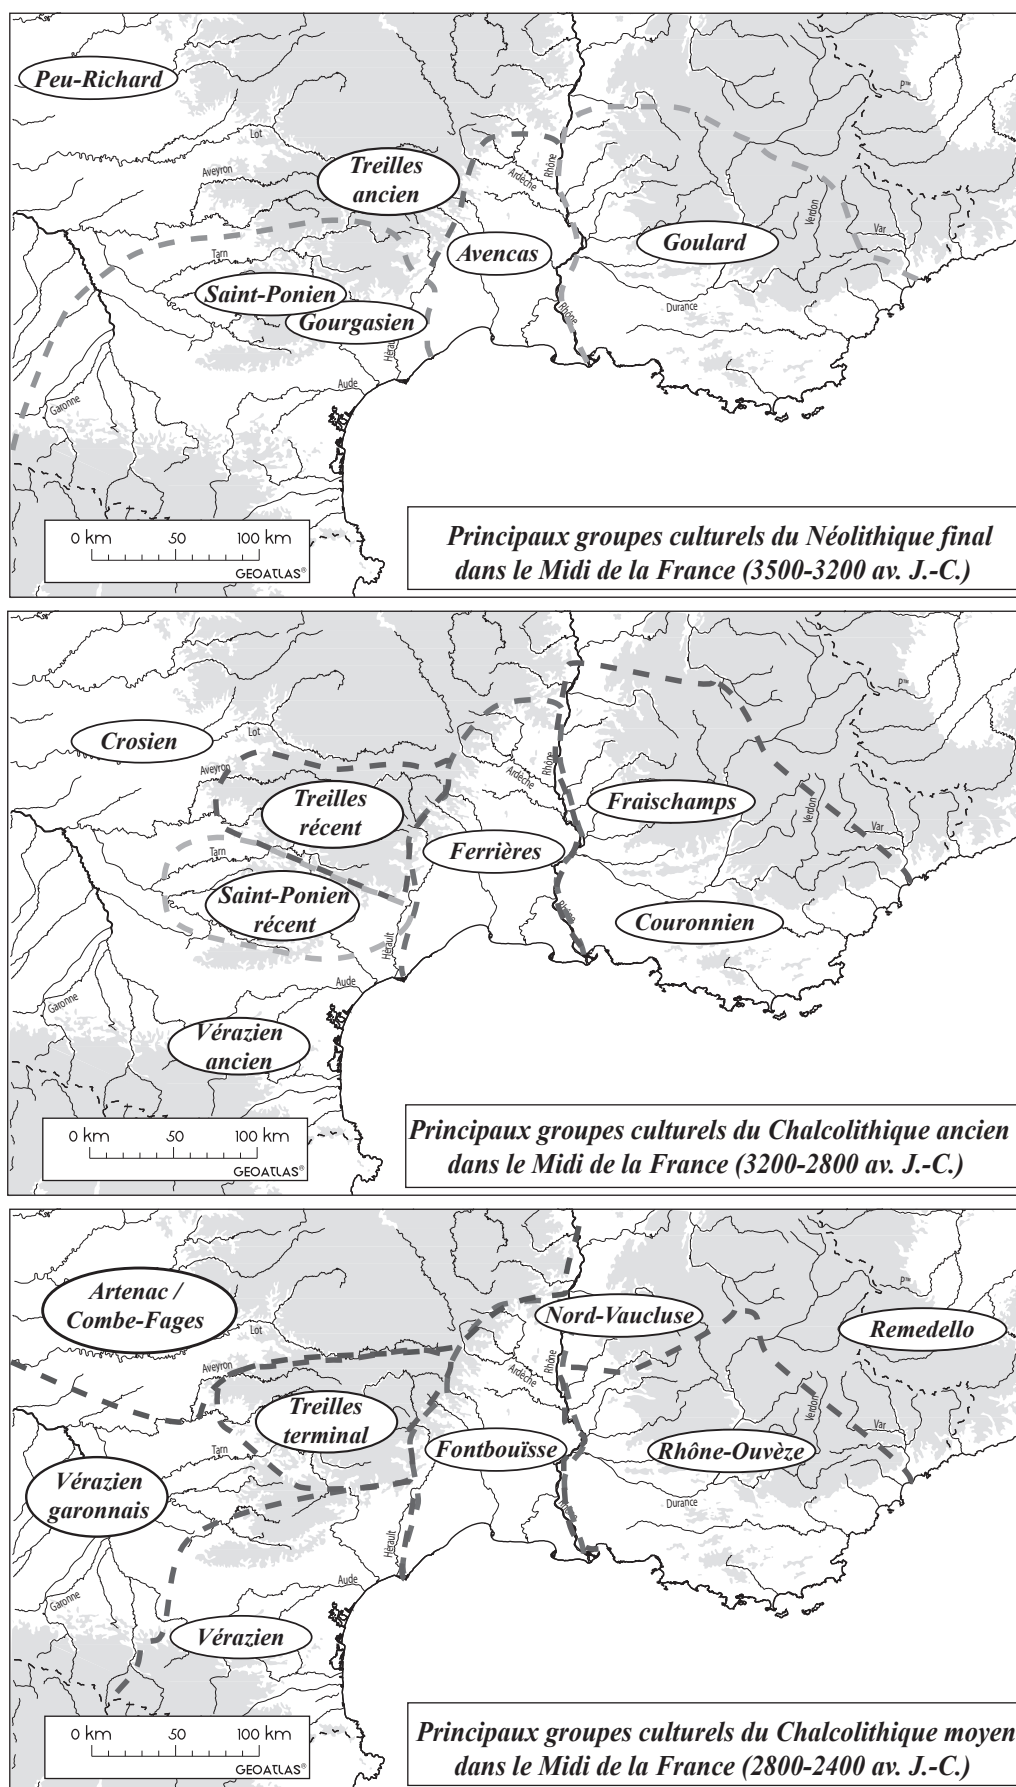 Peu-Richard
Lot
Aveyron
Treilles
ancien
Ardèche
Rhône
Avencas
Goulard
Verdon
Var
Tarn
Saint-Ponien
Gourgasien
Hérau
Rhône
Durance
Aude
Garonne
0 km 50 100 km
GEOATLAS®
Principaux groupes culturels du Néolithique final
dans le Midi de la France (3500-3200 av. J.-C.)
Crosien
Lot
Aveyron
Treilles
récent
Ardèche
Rhône
Fraischamps
Verdon
Var
Ferrières
Tarn
Saint-Ponien
récent
Couronnien
Rhône
Hérault
Aude
Garonne
Vérazien
ancien
0 km 50 100 km
GEOATLAS®
Principaux groupes culturels du Chalcolithique ancien
dans le Midi de la France (3200-2800 av. J.-C.)
Artenac /
Combe-Fages
Lot
Nord-Vaucluse
Remedello
Aveyron
Ardèche
Rhône
Treilles
terminal
Verdon
Var
Fontbouïsse
Rhône-Ouvèze
Tarn
Vérazien
garonnais
Durance
Hérault
Aude
Garonne
Vérazien
0 km 50 100 km
GEOATLAS®
Principaux groupes culturels du Chalcolithique moyen
dans le Midi de la France (2800-2400 av. J.-C.)